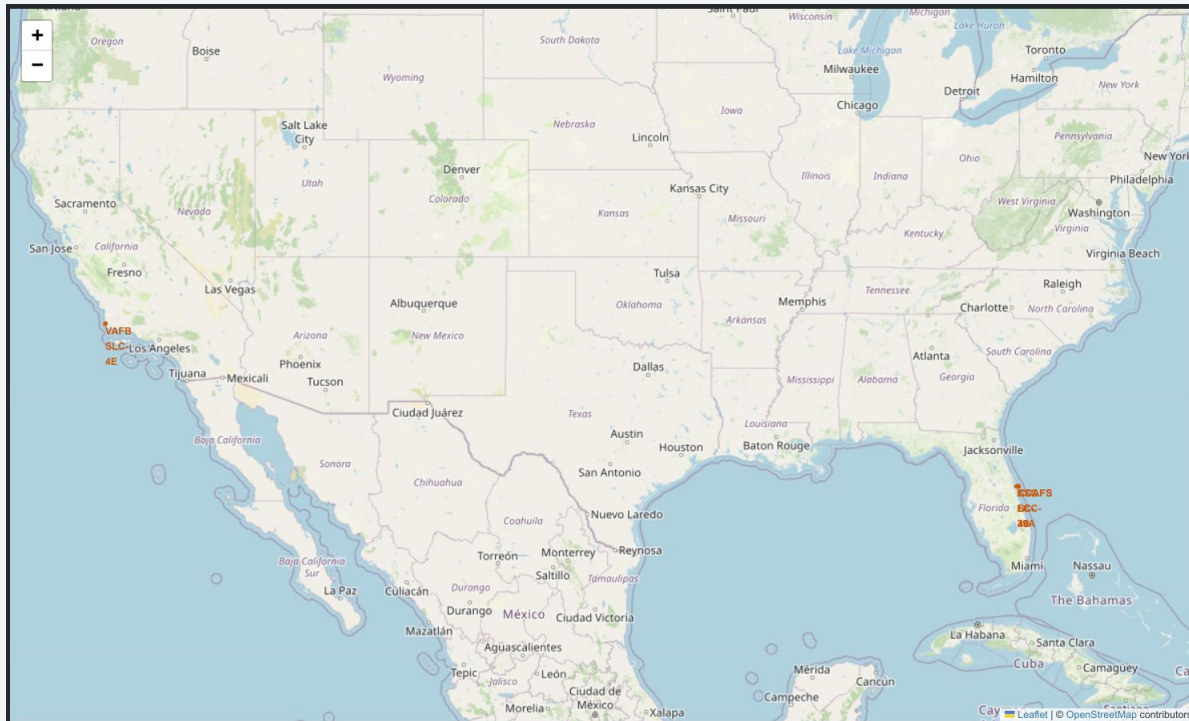 Portland
Saint Paul
Wisconsin
Michigan
Lake Huron
+
−
Oregon
Boise
South Dakota
Lake Michigan
Toronto
Milwaukee
Hamilton
Wyoming
Detroit
New York
Chicago
Iowa
Salt Lake
City
Nebraska
Lincoln
Pennsylvania
New York
Ohio
Denver
Utah
Illinois
Indiana
Philadelphia
Kansas City
Colorado
Sacramento
Nevada
Kansas
Missouri
West Virginia
Washington
Virginia
Kentucky
San Jose
California
Virginia Beach
Fresno
Tulsa
Las Vegas
Raleigh
Tennessee
Albuquerque
Oklahoma
Memphis
Charlotte
North Carolina
VAFB
SLC-
4E
Los Angeles
Arizona
New Mexico
Arkansas
South Carolina
Atlanta
Phoenix
Dallas
Tijuana
Mexicali
Tucson
Mississippi
Alabama
Georgia
Ciudad Juárez
Texas
Louisiana
Austin
Baja California
Houston
Baton Rouge
Jacksonville
Sonora
San Antonio
Chihuahua
Florida
Nuevo Laredo
Coahuila
Torreón
Monterrey
Reynosa
Baja California
Sur
Saltillo
Tamaulipas
Miami
Nassau
La Paz
Culiacán
Durango
The Bahamas
Durango
México
Ciudad Victoria
Mazatlán
La Habana
Santa Clara
Aguascalientes
Cuba
Camagüey
Tepic
León
Mérida
Cancún
Jalisco
Ciudad de
México
Campeche
Morelia
Xalapa
Leaflet | © OpenStreetMap contributors